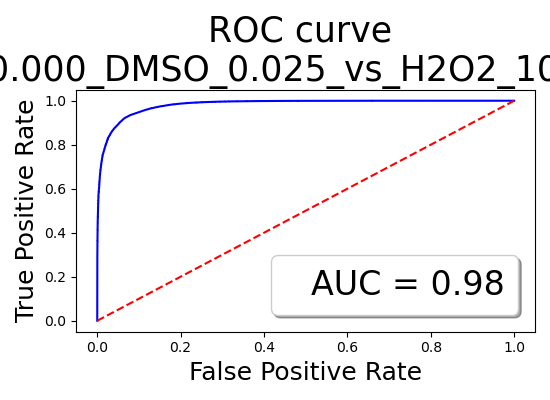 ROC curve
0.000_DMSO_0.025_vs_H2O2_10
True Positive Rate
1.0
0.8
0.6
0.4
0.2
0.0
AUC = 0.98
0.0 0.2 0.4 0.6 0.8 1.0
False Positive Rate